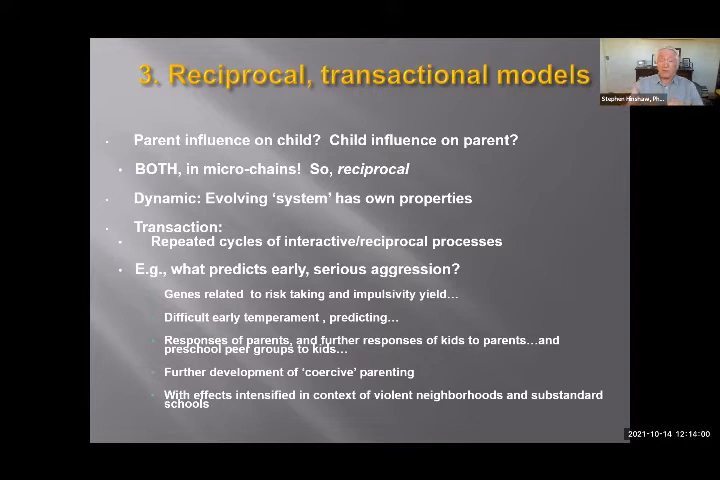 3. Reciprocal, transactional models
Stephen Hinshaw, Ph...
Parent influence on child? Child influence on parent?
BOTH, in micro-chains! So, reciprocal
Dynamic: Evolving ‘system’ has own properties
Transaction:
Repeated cycles of interactive/reciprocal processes
E.g., what predicts early, serious aggression?
Genes related to risk taking and impulsivity yield…
Difficult early temperament , predicting…
Responses of parents, and further responses of kids to parents…and
preschool peer groups to kids…
Further development of ‘coercive’ parenting
With effects intensified in context of violent neighborhoods and substandard
schools
2021-10-14 12:14:00